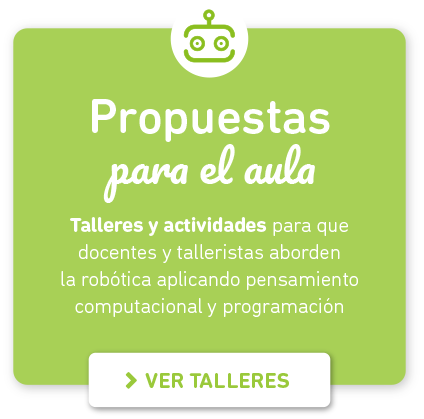 Propuestas
para el aula
Talleres y actividades para que
docentes y talleristas aborden
la robótica aplicando pensamiento
computacional y programación
VER TALLERES